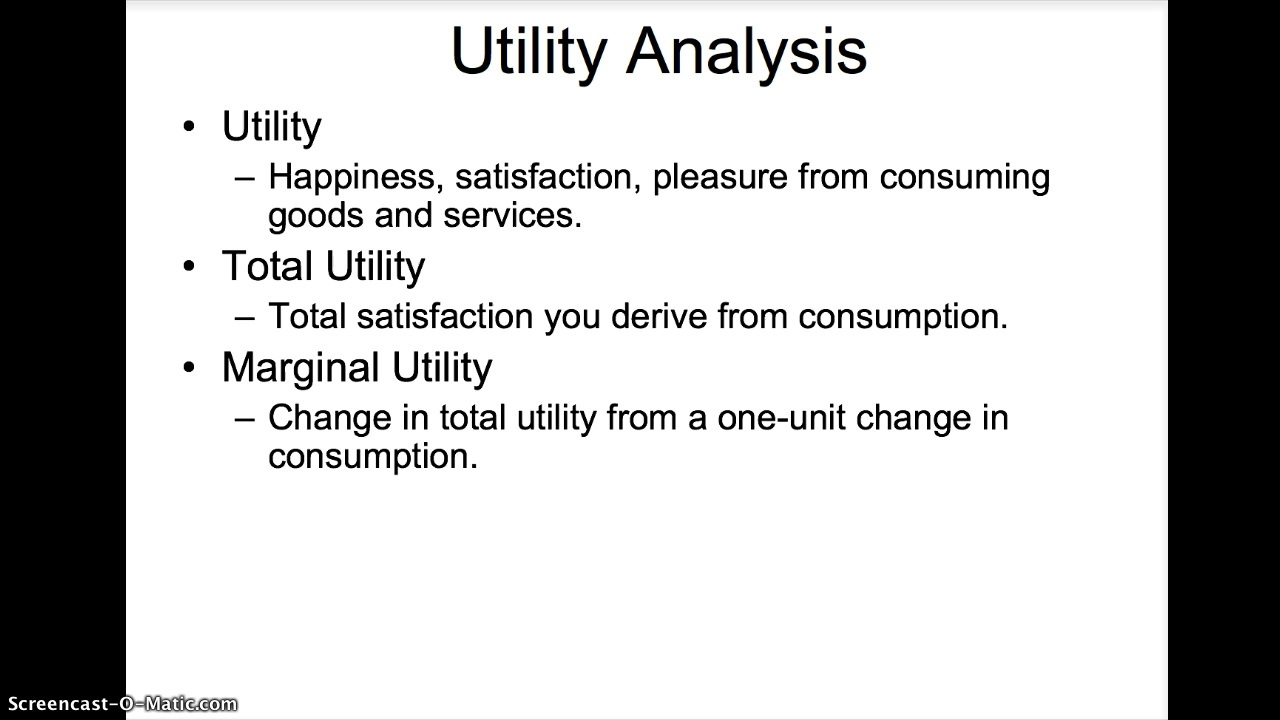 Utility Analysis
• Utility
– Happiness, satisfaction, pleasure from consuming
goods and services.
• Total Utility
– Total satisfaction you derive from consumption.
• Marginal Utility
– Change in total utility from a one-unit change in
consumption.
Screencast-O-Matic.com